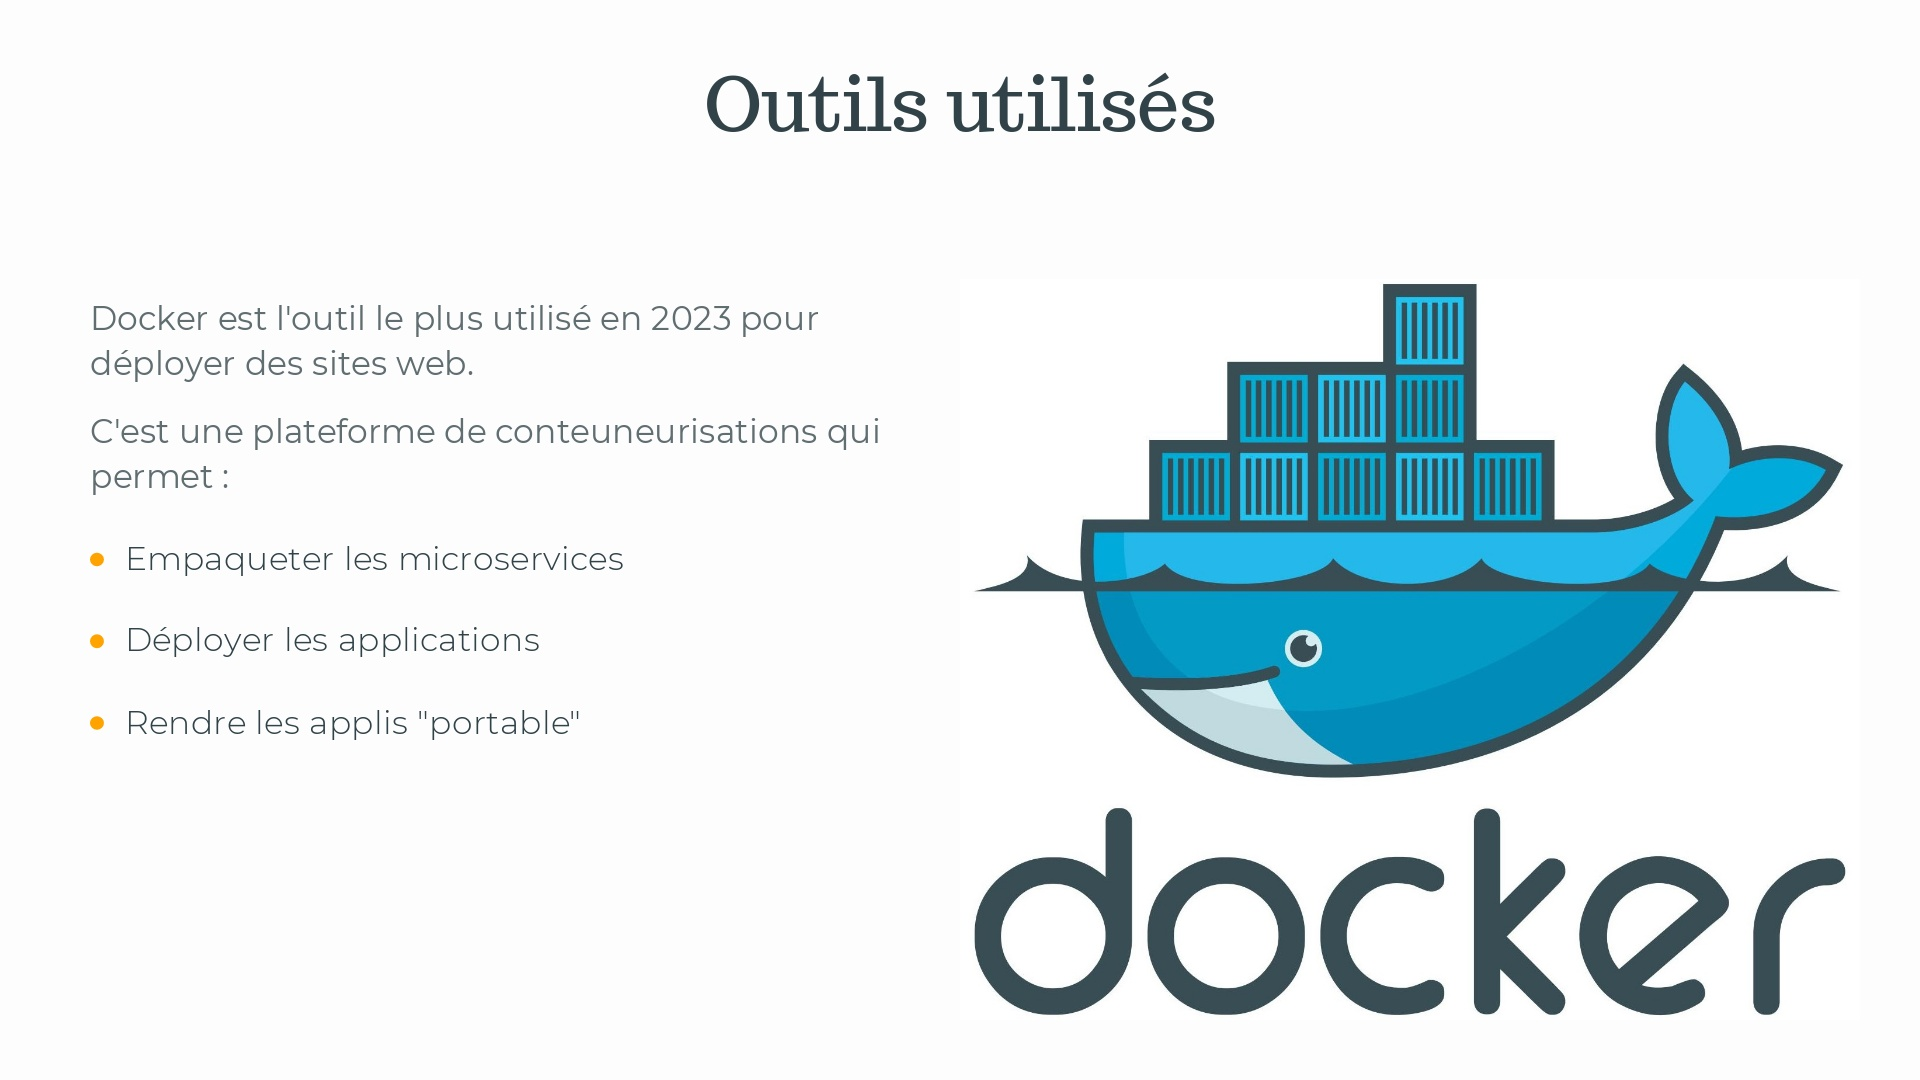 Outils utilisés
Docker est l'outil le plus utilisé en 2023 pour
déployer des sites web.
C'est une plateforme de conteuneurisations qui
permet :
Empaqueter les microservices
Déployer les applications
Rendre les applis "portable"
docker